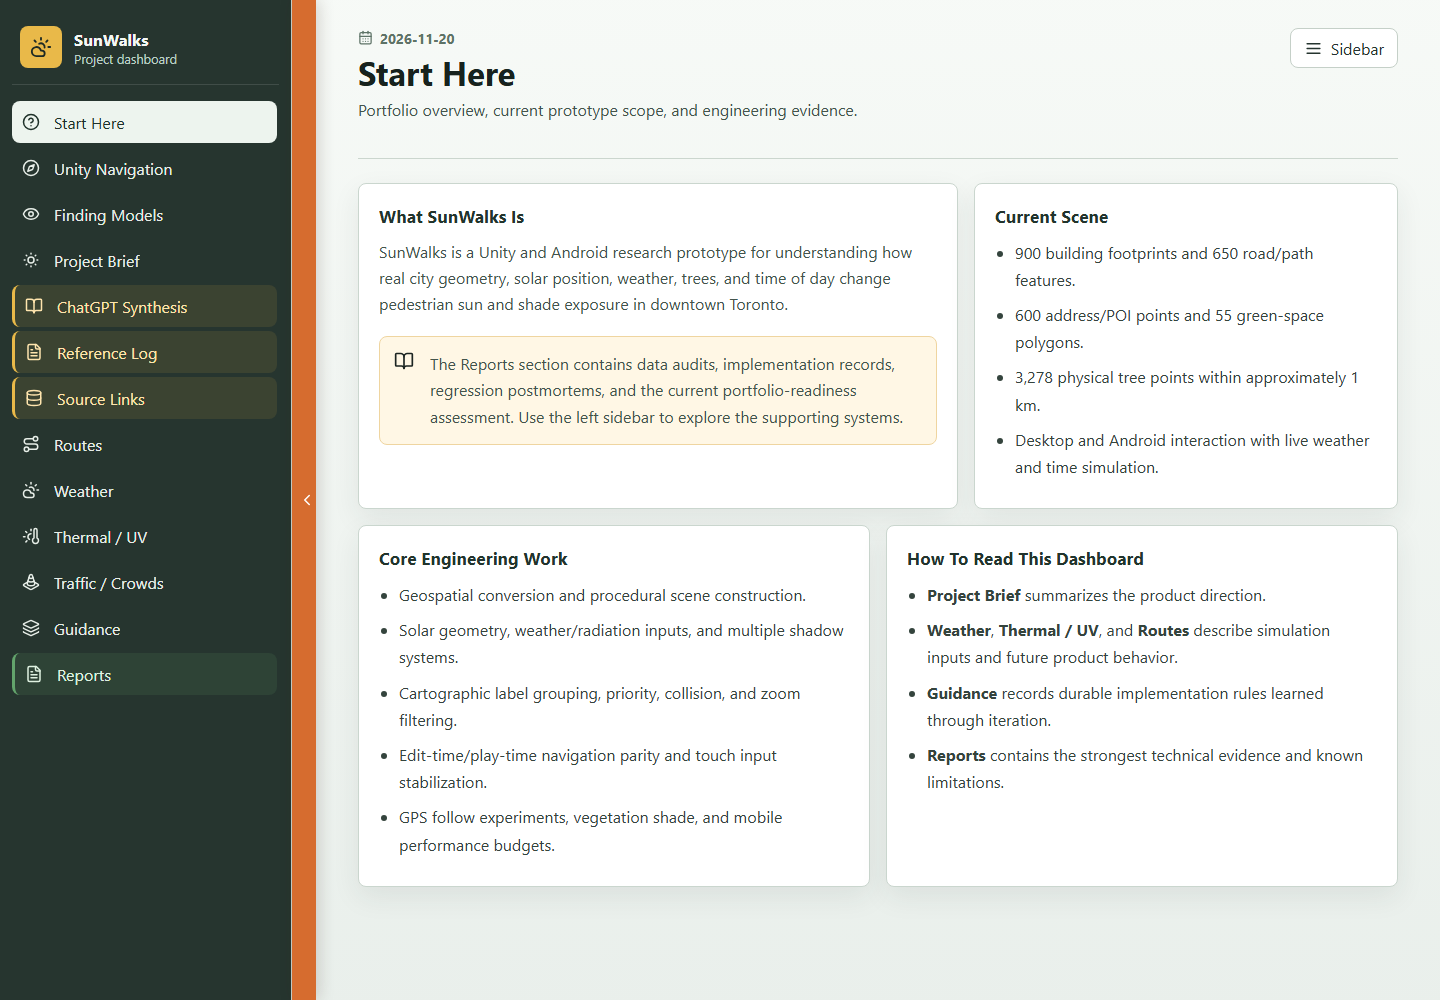 SunWalks
Project dashboard
Start Here
Unity Navigation
Finding Models
Project Brief
ChatGPT Synthesis
Reference Log
Source Links
Routes
Weather
Thermal / UV
Traffic / Crowds
Guidance
Reports
2026-11-20
Start Here
Portfolio overview, current prototype scope, and engineering evidence.
Sidebar
What SunWalks Is
SunWalks is a Unity and Android research prototype for understanding how
real city geometry, solar position, weather, trees, and time of day change
pedestrian sun and shade exposure in downtown Toronto.
The Reports section contains data audits, implementation records,
regression postmortems, and the current portfolio-readiness
assessment. Use the left sidebar to explore the supporting systems.
Current Scene
• 900 building footprints and 650 road/path
features.
• 600 address/POI points and 55 green-space
polygons.
• 3,278 physical tree points within approximately 1
km.
• Desktop and Android interaction with live weather
and time simulation.
Core Engineering Work
• Geospatial conversion and procedural scene construction.
• Solar geometry, weather/radiation inputs, and multiple shadow
systems.
• Cartographic label grouping, priority, collision, and zoom
filtering.
• Edit-time/play-time navigation parity and touch input
stabilization.
• GPS follow experiments, vegetation shade, and mobile
performance budgets.
How To Read This Dashboard
• Project Brief summarizes the product direction.
• Weather, Thermal / UV, and Routes describe simulation
inputs and future product behavior.
• Guidance records durable implementation rules learned
through iteration.
• Reports contains the strongest technical evidence and known
limitations.